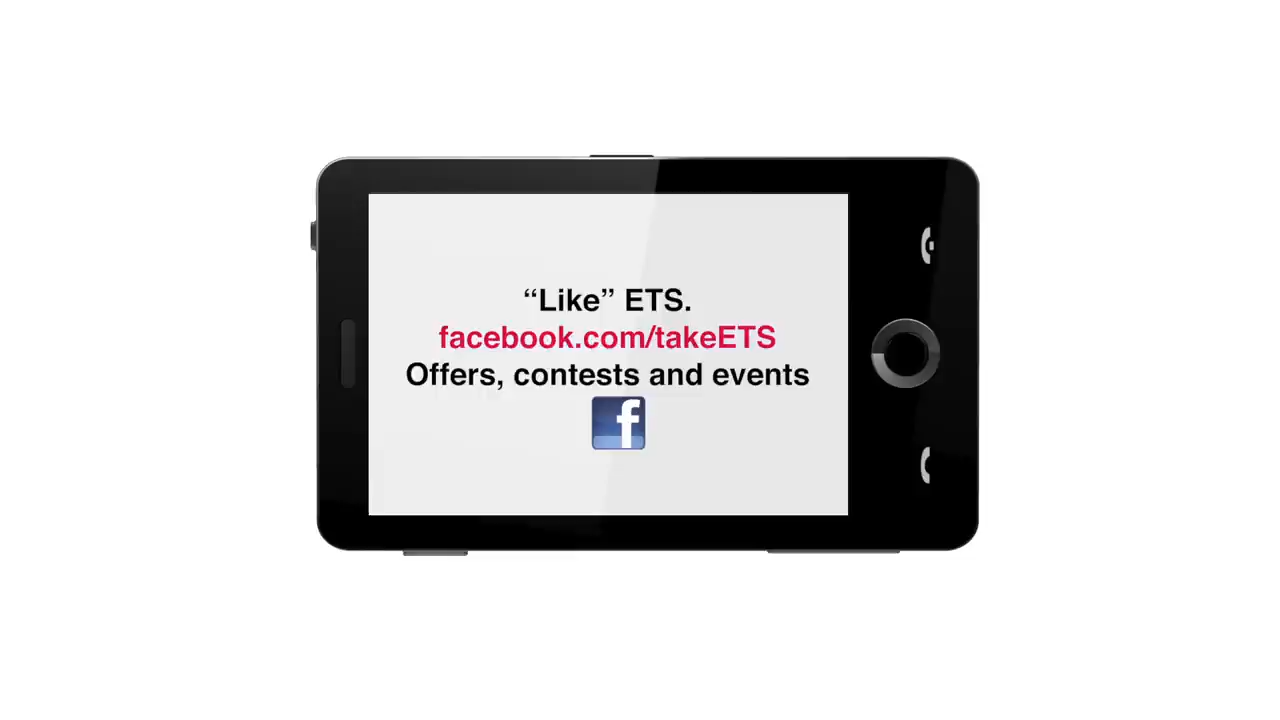 “Like” ETS.
facebook.com/takeETS
Offers, contests and events
f